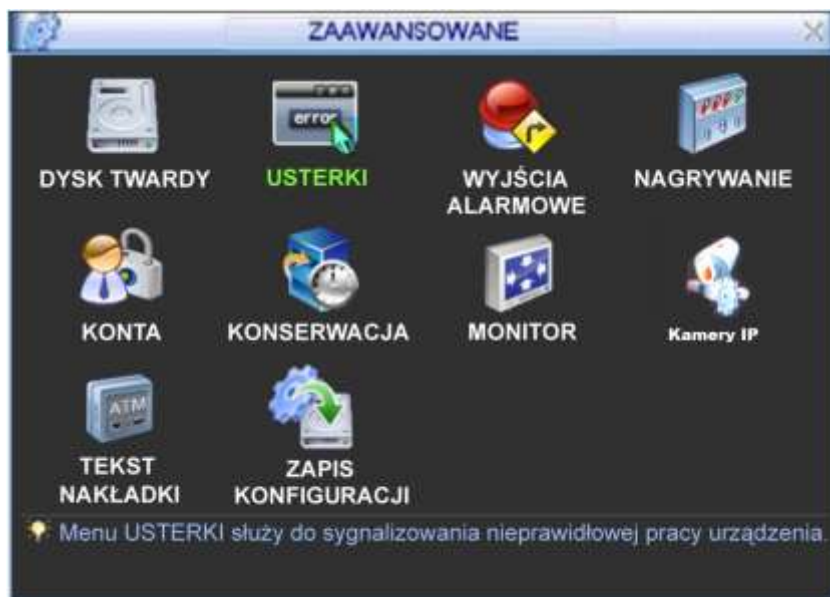 ZAAWANSOWANE
error
DYSK TWARDY
USTERKI
WYJŚCIA
ALARMOWE
NAGRYWANIE
KONTA
KONSERWACJA
MONITOR
Kamery IP
ATM
TEKST
NAKŁADKI
ZAPIS
KONFIGURACJI
Menu USTERKI służy do sygnalizowania nieprawidłowej pracy urządzenia.